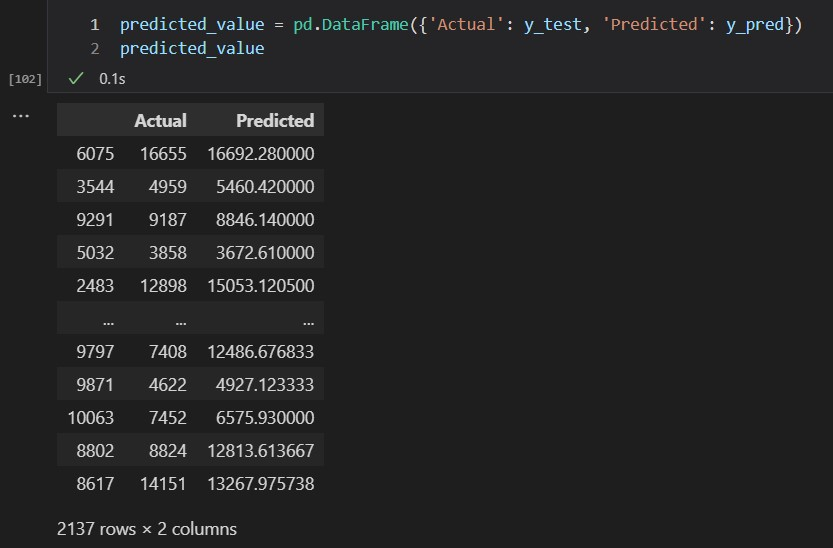 1 predicted_value = pd.DataFrame({'Actual': y_test, 'Predicted': y_pred})
2 predicted_value
[102] ✓ 0.1s
...
Actual Predicted
6075 16655 16692.280000
3544 4959 5460.420000
9291 9187 8846.140000
5032 3858 3672.610000
2483 12898 15053.120500
... ... ...
9797 7408 12486.676833
9871 4622 4927.123333
10063 7452 6575.930000
8802 8824 12813.613667
8617 14151 13267.975738
2137 rows × 2 columns